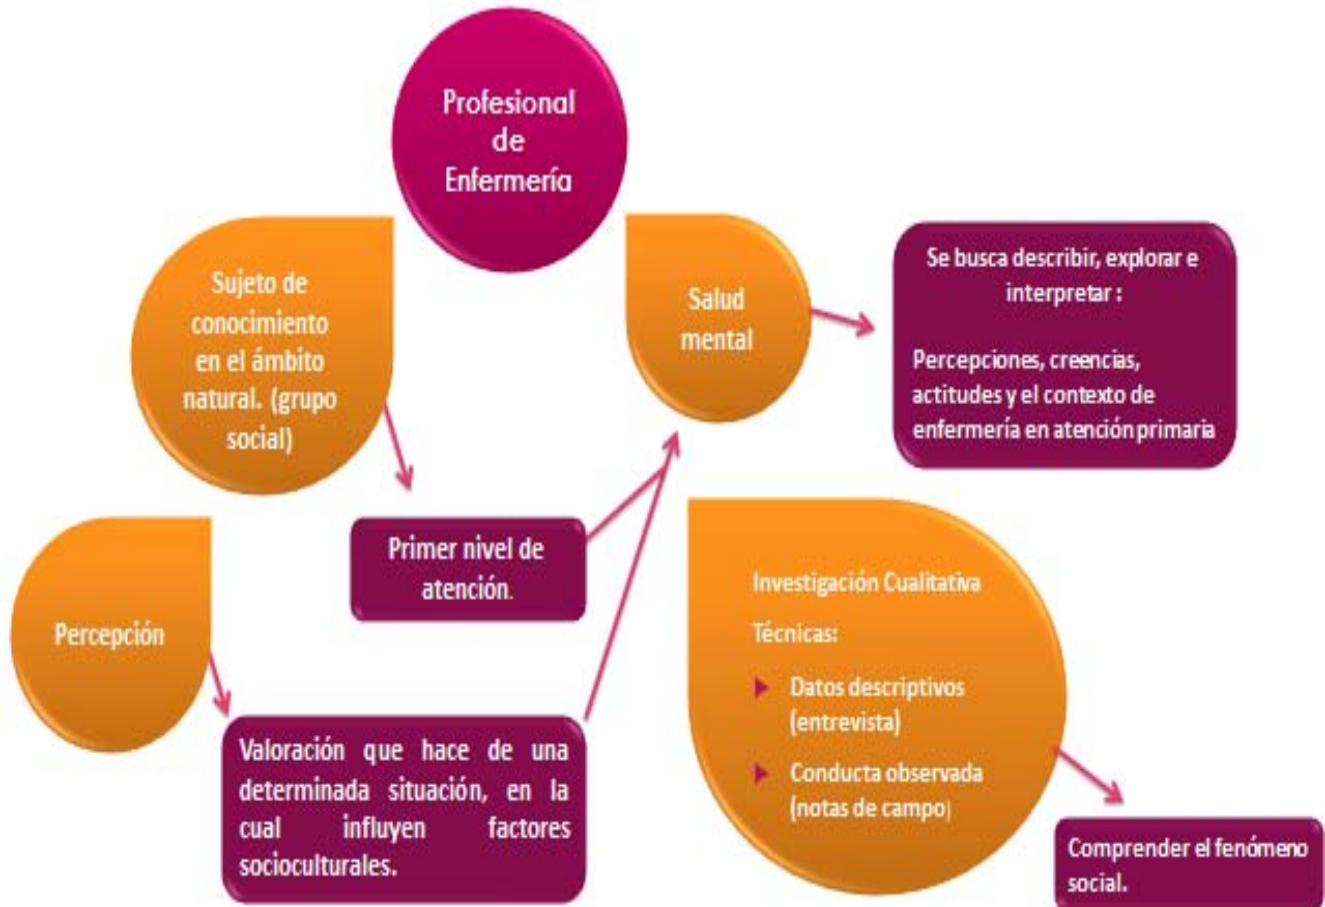 Profesional
de
Enfermería
Sujeto de
conocimiento
en el ámbito
natural. (grupo
social)
Salud
mental
Se busca describir, explorar e
interpretar :
Percepciones, creencias,
actitudes y el contexto de
enfermería en atención primaria
Primer nivel de
atención.
Percepción
Valoración que hace de una
determinada situación, en la
cual influyen factores
socioculturales.
Investigación Cualitativa
Técnicas:
Datos descriptivos
(entrevista)
Conducta observada
(notas de campo)
Comprender el fenómeno
social.